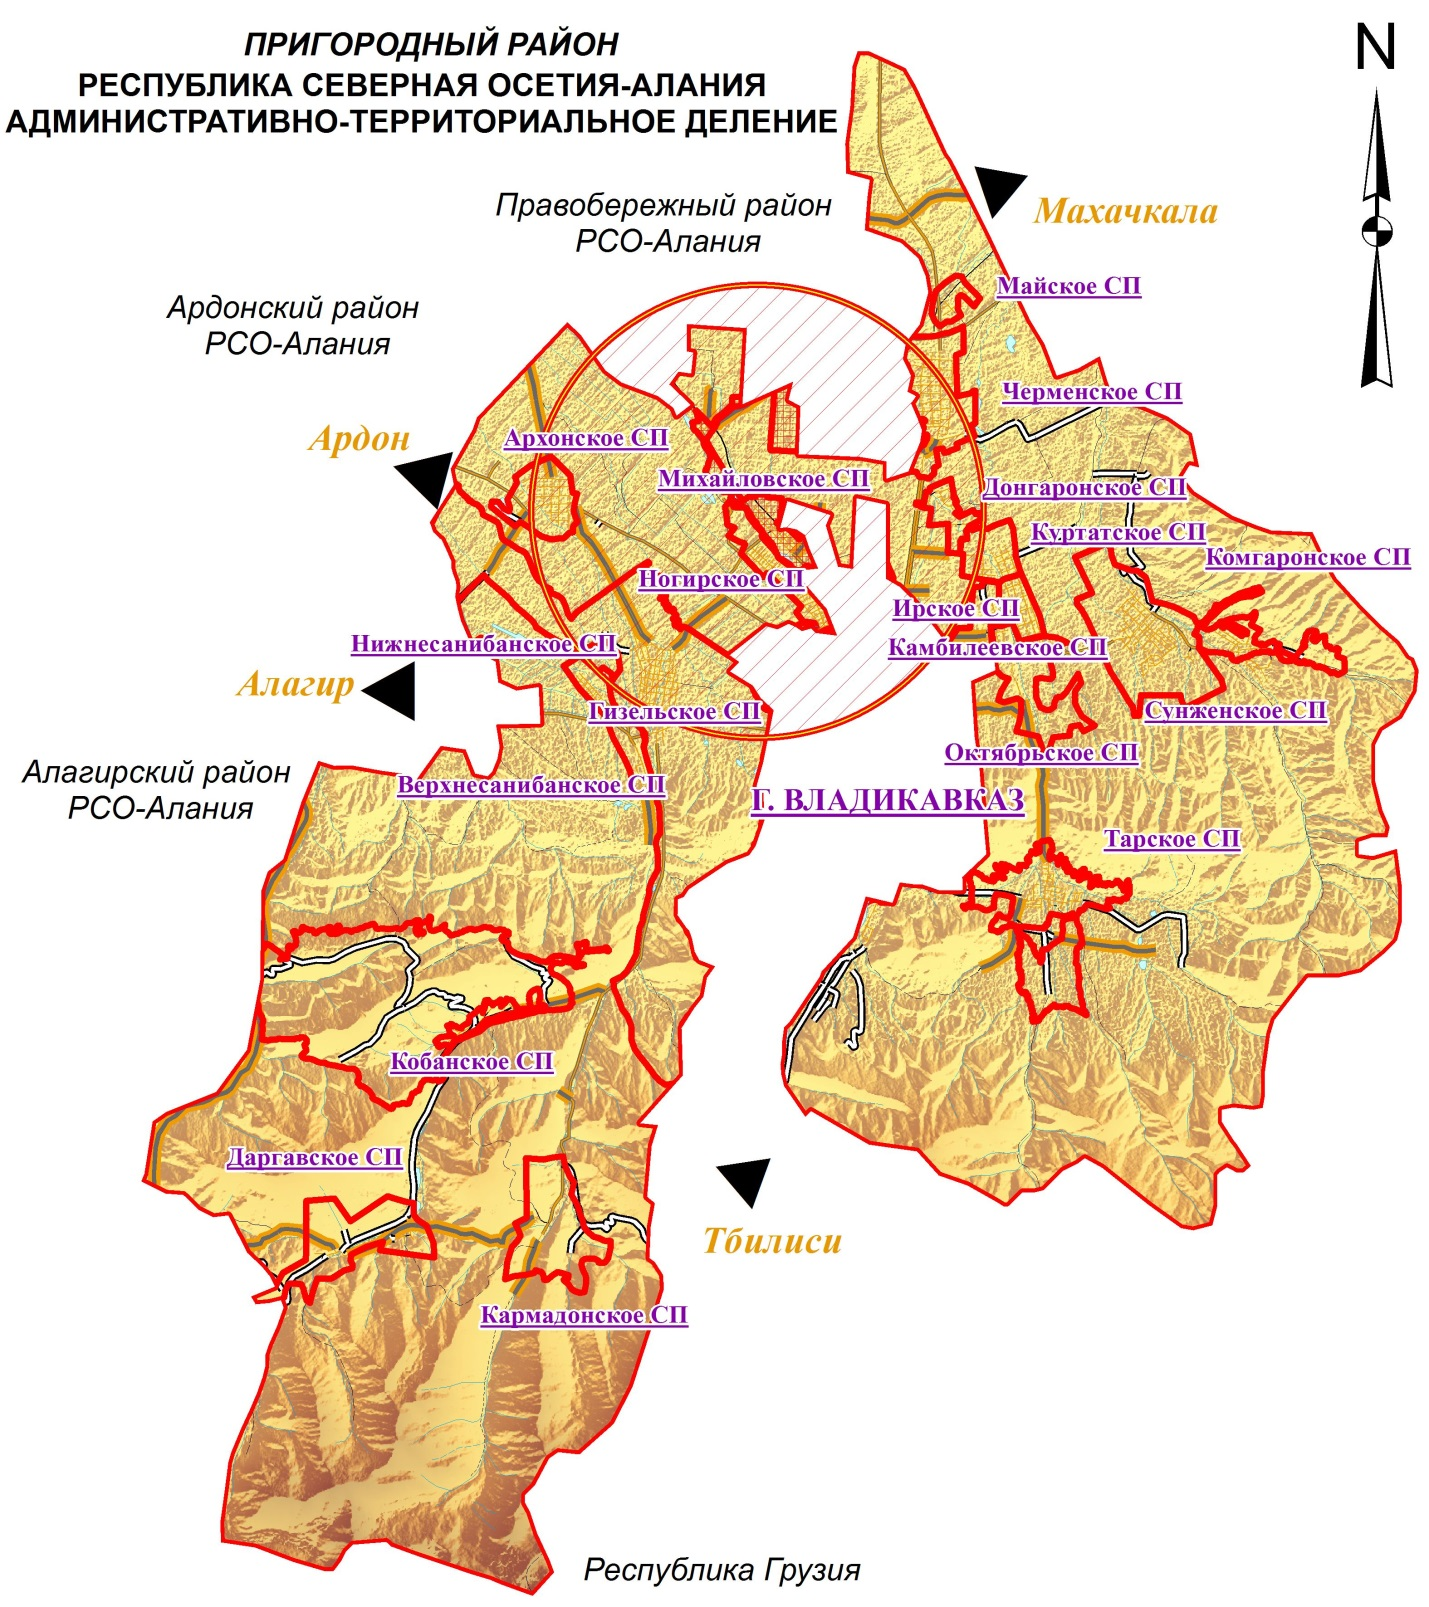 ПРИГОРОДНЫЙ РАЙОН
РЕСПУБЛИКА СЕВЕРНАЯ ОСЕТИЯ-АЛАНИЯ
АДМИНИСТРАТИВНО-ТЕРРИТОРИАЛЬНОЕ ДЕЛЕНИЕ
N
Правобережный район
РСО-Алания
Махачкала
Майское СП
Ардонский район
РСО-Алания
Черменское СП
Ардон
Архонское СП
Михайловское СП
Донгаронское СП
Куртатское СП
Комгаронское СП
Ногирское СП
Ирское СП
Нижнесанибанское СП
Камбилеевское СП
Алагир
Гизельское СП
Сунженское СП
Октябрьское СП
Алагирский район
РСО-Алания
Верхнесанибанское СП
Г. ВЛАДИКАВКАЗ
Тарское СП
Кобанское СП
Даргавское СП
Тбилиси
Кармадонское СП
Республика Грузия